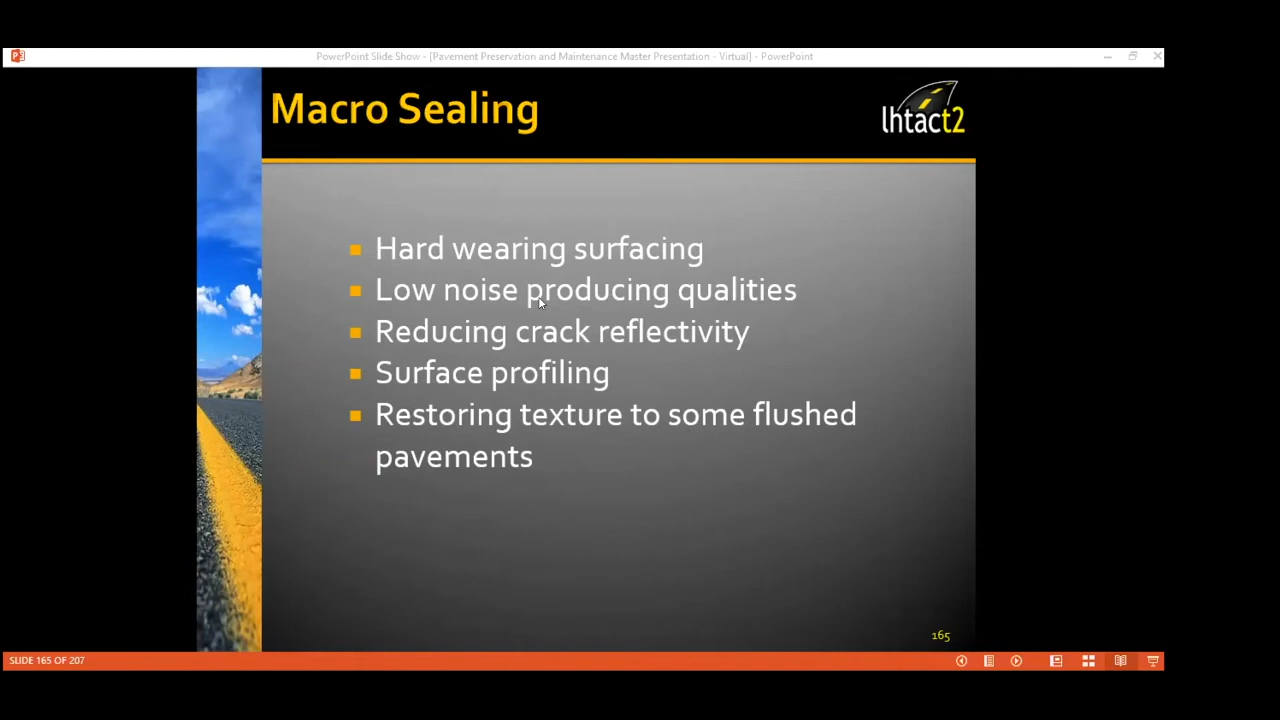 PowerPoint Slide Show - [Pavement Preservation and Maintenance Master Presentation - Virtual] - PowerPoint
Macro Sealing
lhtact2
Hard wearing surfacing
Low noise producing qualities
Reducing crack reflectivity
Surface profiling
Restoring texture to some flushed
pavements
165
SLIDE 165 OF 207